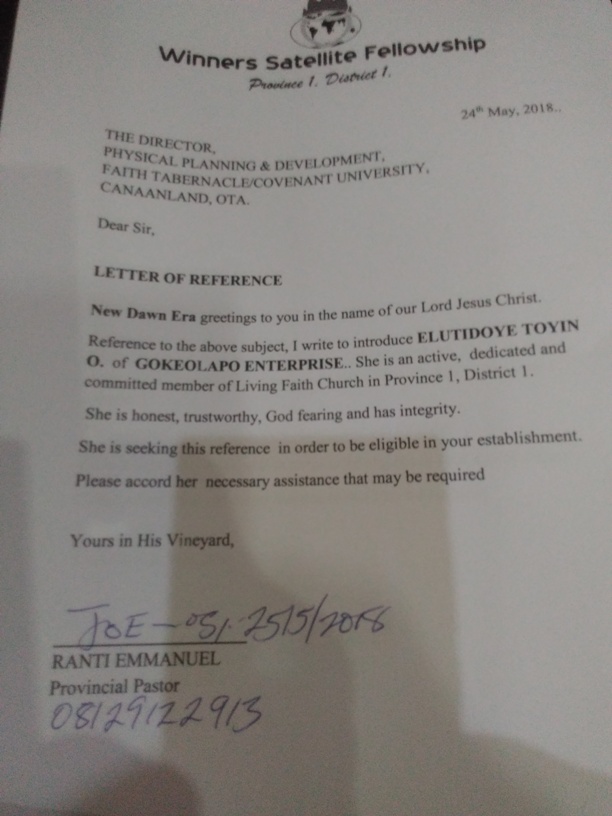 Winners Satellite Fellowship
Province 1. District 1.
24th May, 2018..
THE DIRECTOR,
PHYSICAL PLANNING & DEVELOPMENT,
FAITH TABERNACLE/COVENANT UNIVERSITY,
CANAANLAND, OTA.
Dear Sir,
LETTER OF REFERENCE
New Dawn Era greetings to you in the name of our Lord Jesus Christ.
Reference to the above subject, I write to introduce ELUTIDOYE TOYIN
O. of GOKEOLAPO ENTERPRISE.. She is an active, dedicated and
committed member of Living Faith Church in Province 1, District 1.
She is honest, trustworthy, God fearing and has integrity.
She is seeking this reference in order to be eligible in your establishment.
Please accord her necessary assistance that may be required
Yours in His Vineyard,
RANTI EMMANUEL
Provincial Pastor
08129122913